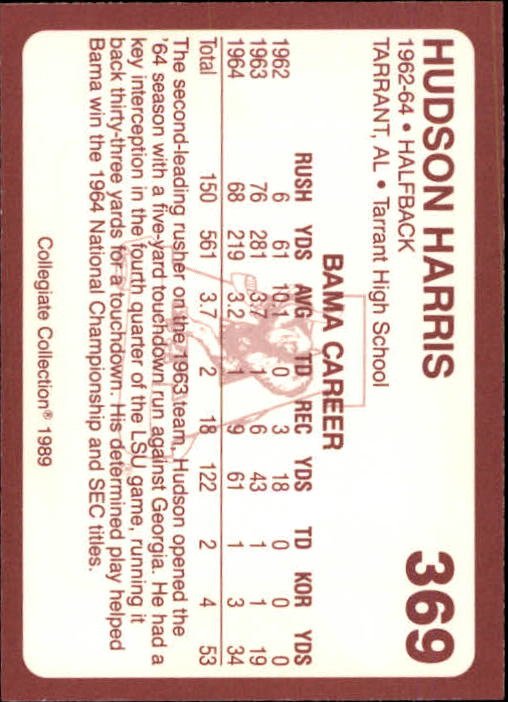 HUDSON HARRIS 369
1962-64 • HALFBACK
TARRANT, AL • Tarrant High School
BAMA CAREER
RUSH YDS AVG TD REC YDS TD KOR YDS
1962 6 61 10.1 0 3 18 0 0 0
1963 76 281 3.7 1 6 43 1 1 19
1964 68 219 3.2 1 9 61 1 3 34
Total 150 561 3.7 2 18 122 2 4 53
The second-leading rusher on the 1963 team, Hudson opened the
'64 season with a five-yard touchdown run against Georgia. He had a
key interception in the fourth quarter of the LSU game, running it
back thirty-three yards for a touchdown. His determined play helped
Bama win the 1964 National Championship and SEC titles.
Collegiate Collection® 1989